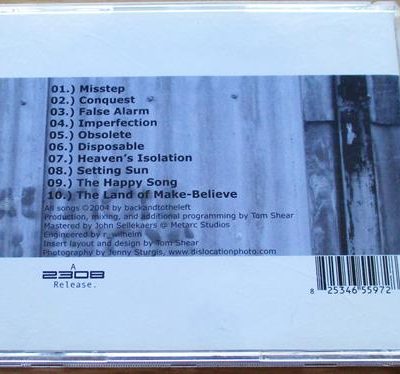 01.) Misstep
02.) Conquest
03.) False Alarm
04.) Imperfection
05.) Obsolete
06.) Disposable
07.) Heaven's Isolation
08.) Setting Sun
09.) The Happy Song
10.) The Land of Make-Believe
All songs ©2004 by backandtotheleft
Production, mixing, and additional programming by Tom Shear
Mastered by John Sellekaers @ Metarc Studios
Engineered by r_wilhelm
Insert layout and design by Tom Shear
Photography by Jenny Sturgis, www.dislocationphoto.com
A
2308
Release.
8 25346 55972